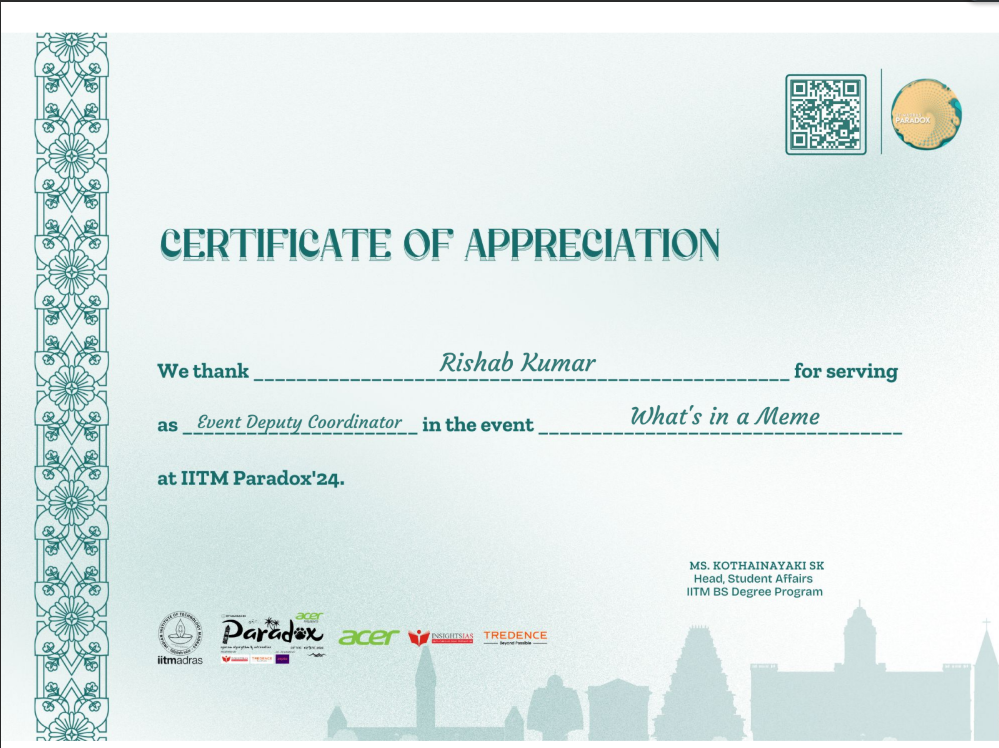 PARADOX
CERTIFICATE OF APPRECIATION
We thank Rishab Kumar for serving
as Event Deputy Coordinator in the event What's in a Meme
at IITM Paradox'24.
MS. KOTHAINAYAKI SK
Head, Student Affairs
IITM BS Degree Program
iitmadras
acer
Paradox
acer
INSIGHTSIAS
TREDENCE
Beyond Possible